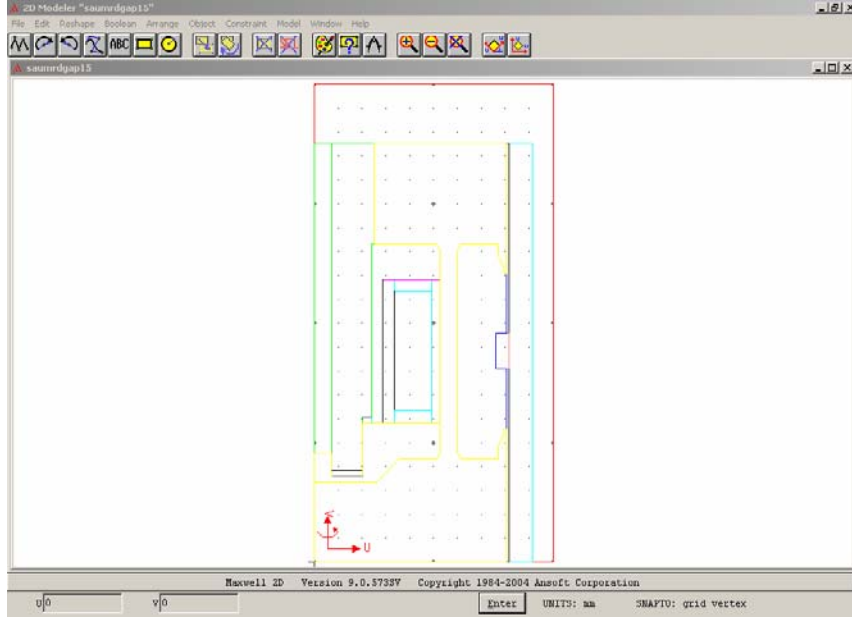 2D Modeler "saumrdgap15"
File Edit Reshape Boolean Arrange Object Constraint Model Window Help
ABC
saumrdgap15
U
Maxwell 2D Version 9.0.573SV Copyright 1984-2004 Ansoft Corporation
U 0 V 0 Enter UNITS: mm SNAPTO: grid vertex